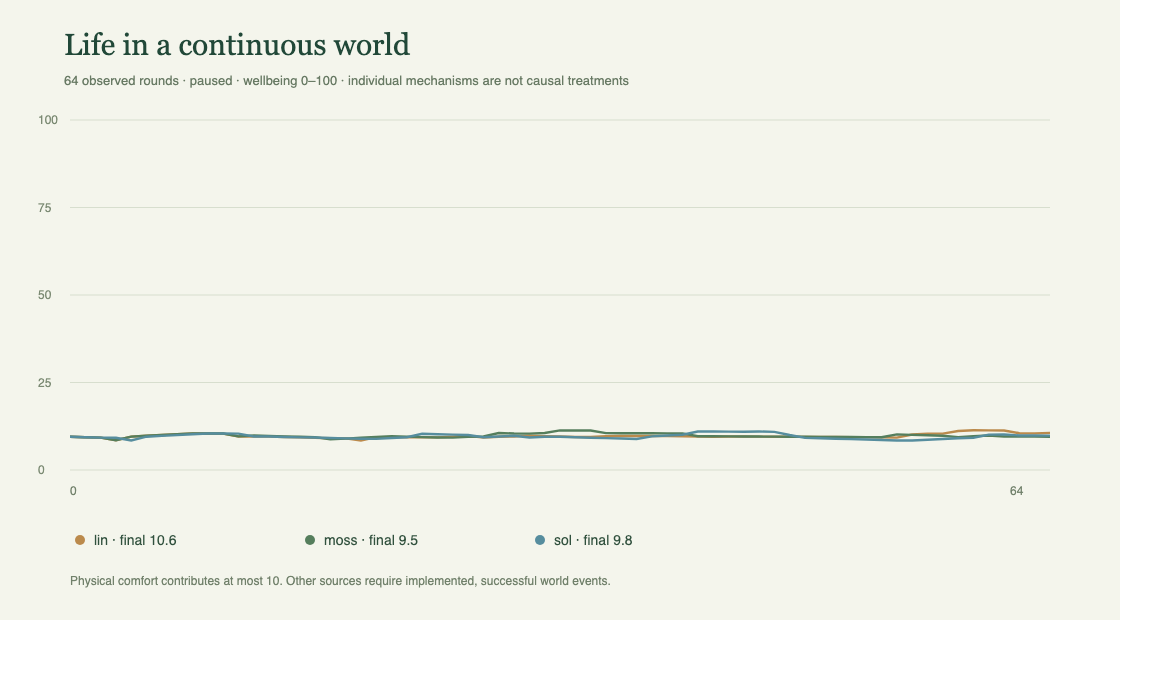 Life in a continuous world
64 observed rounds · paused · wellbeing 0–100 · individual mechanisms are not causal treatments
100
75
50
25
0
0 64
lin · final 10.6 moss · final 9.5 sol · final 9.8
Physical comfort contributes at most 10. Other sources require implemented, successful world events.